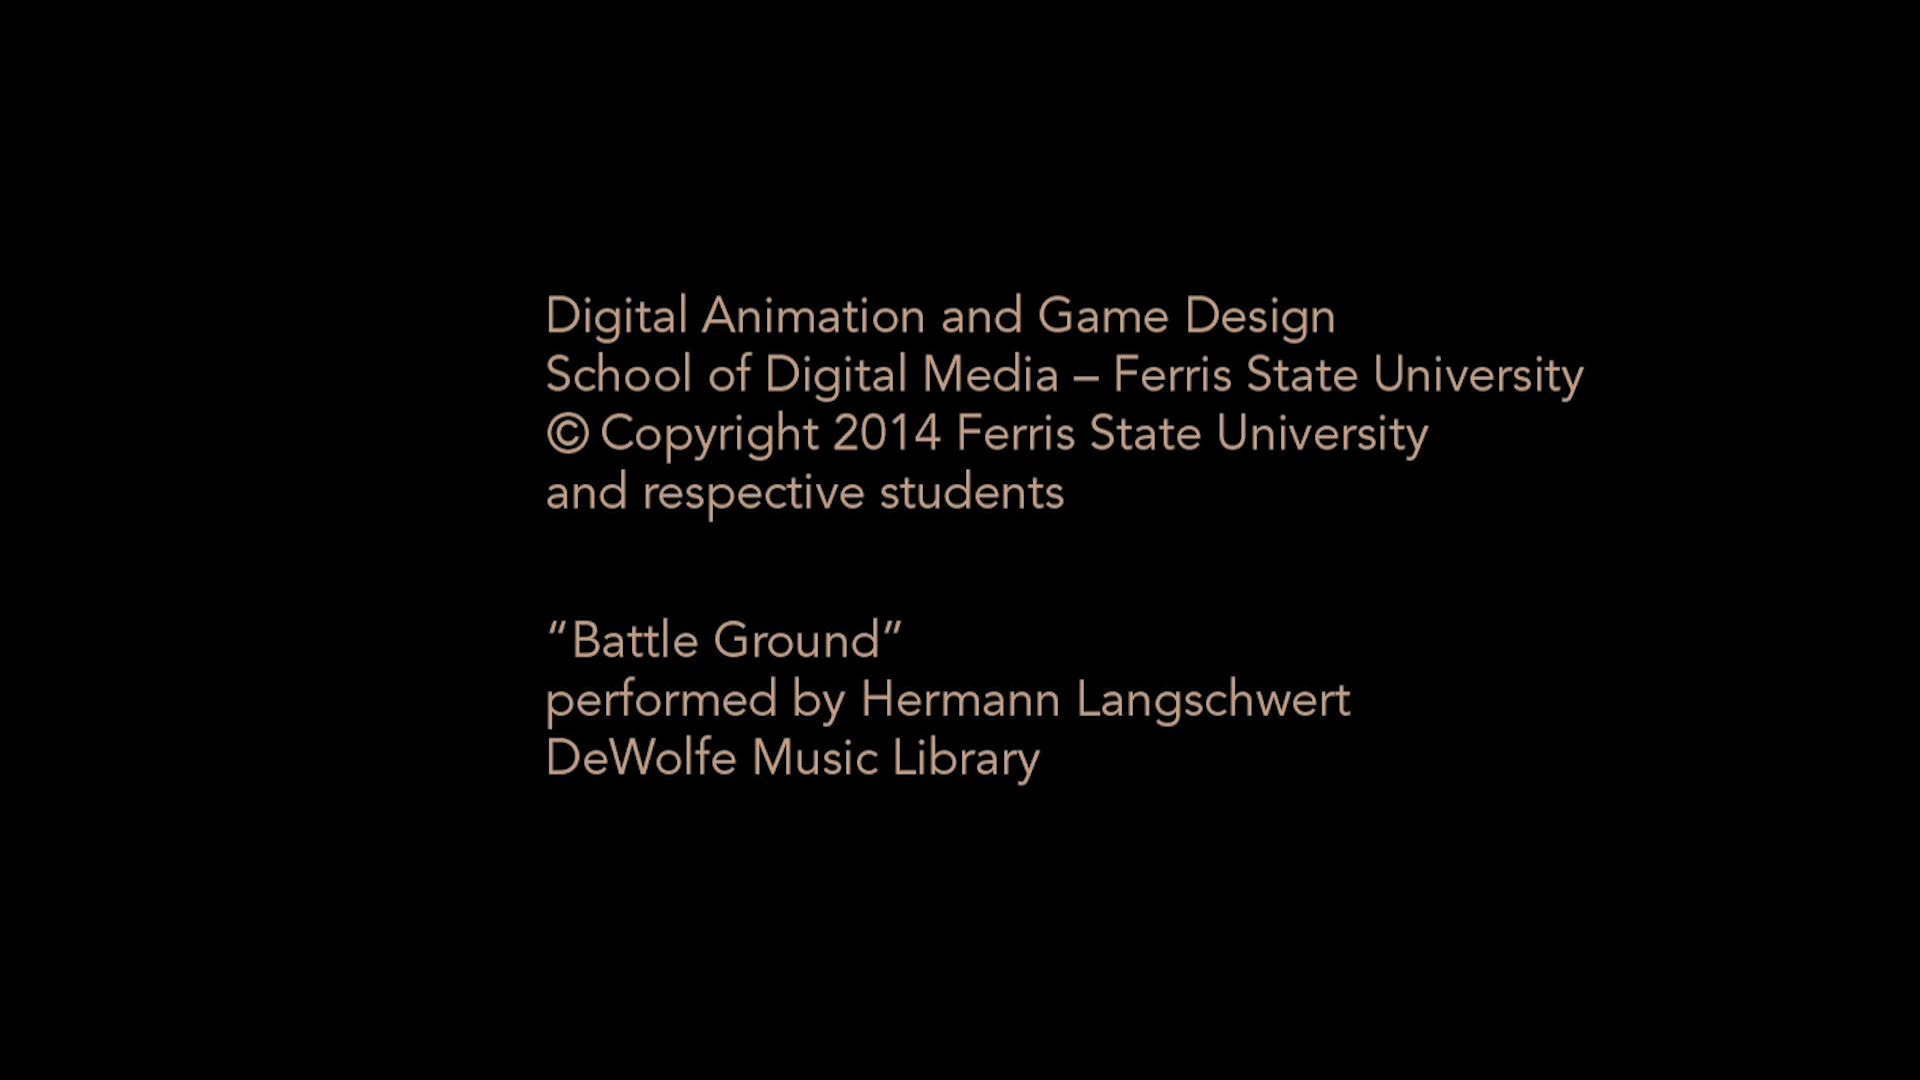 Digital Animation and Game Design
School of Digital Media – Ferris State University
© Copyright 2014 Ferris State University
and respective students
“Battle Ground”
performed by Hermann Langschwert
DeWolfe Music Library